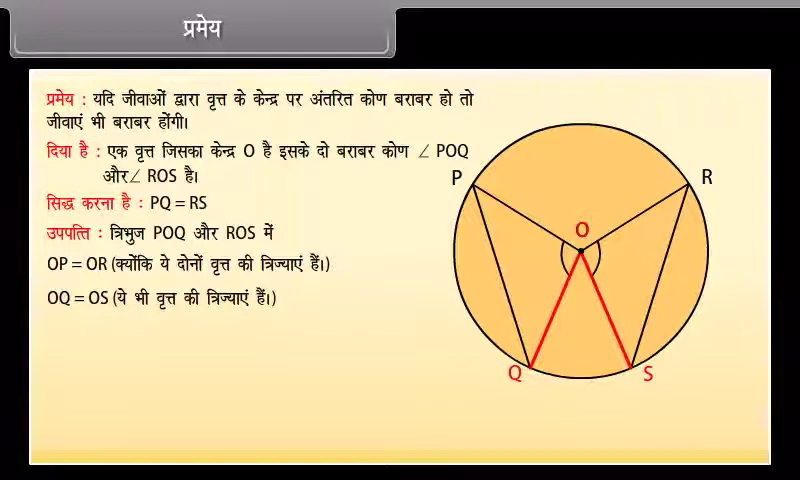 प्रमेय
प्रमेय : यदि जीवाओं द्वारा वृत्त के केन्द्र पर अंतरित कोण बराबर हो तो
जीवाएं भी बराबर होंगी।
दिया है : एक वृत्त जिसका केन्द्र O है इसके दो बराबर कोण ∠ POQ
और∠ ROS है।
सिद्ध करना है : PQ = RS
उपपत्ति : त्रिभुज POQ और ROS में
OP = OR (क्योंकि ये दोनों वृत्त की त्रिज्याएं हैं।)
OQ = OS (ये भी वृत्त की त्रिज्याएं हैं।)
P
R
O
Q
S